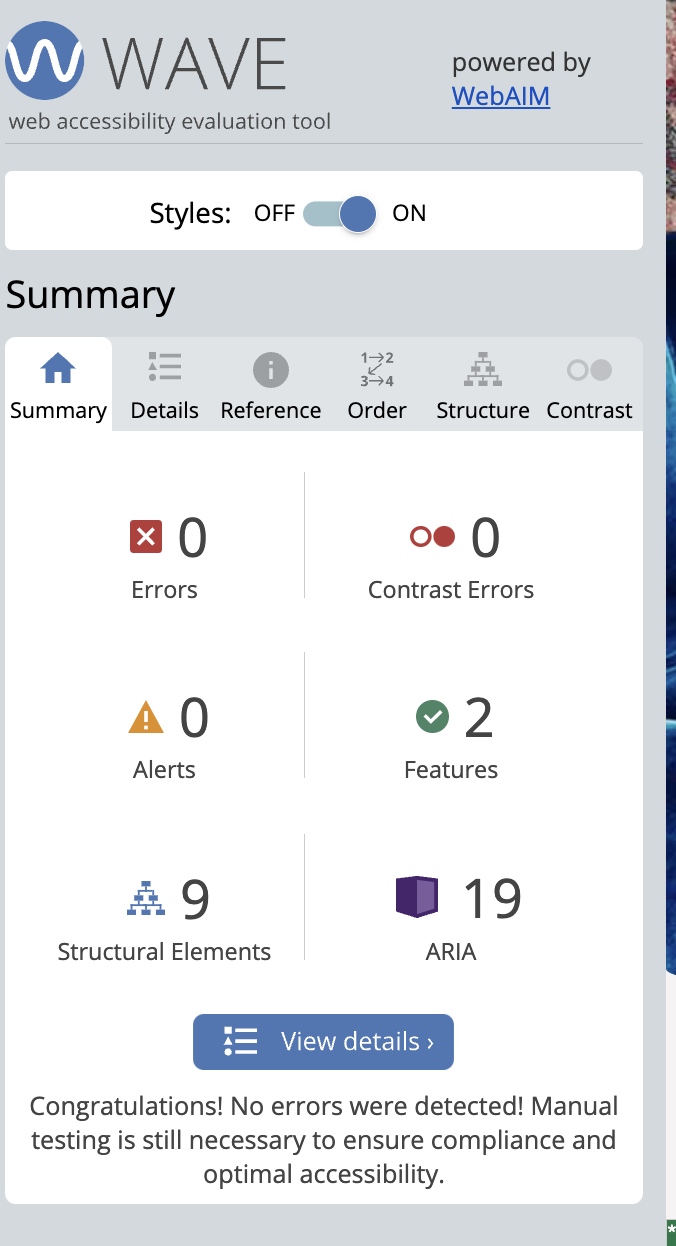 WAVE
web accessibility evaluation tool
powered by
WebAIM
Styles: OFF ON
Summary
Summary Details Reference Order Structure Contrast
1→2
3→4
0
Errors
0
Contrast Errors
0
Alerts
2
Features
9
Structural Elements
19
ARIA
View details ›
Congratulations! No errors were detected! Manual
testing is still necessary to ensure compliance and
optimal accessibility.
*